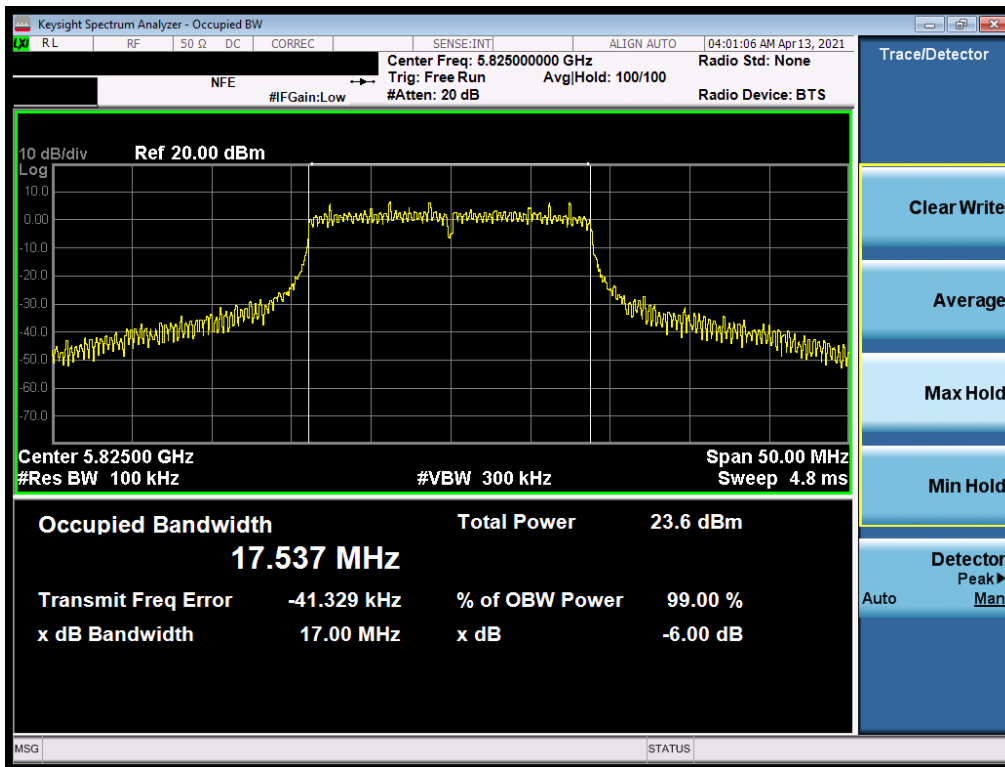 Keysight Spectrum Analyzer - Occupied BW
LXI RL RF 50 Ω DC CORREC SENSE:INT ALIGN AUTO 04:01:06 AM Apr 13, 2021
Center Freq: 5.825000000 GHz Radio Std: None
NFE Trig: Free Run Avg|Hold: 100/100
#IFGain:Low #Atten: 20 dB Radio Device: BTS
10 dB/div Ref 20.00 dBm
Log
10.0
0.00
-10.0
-20.0
-30.0
-40.0
-50.0
-60.0
-70.0
Center 5.82500 GHz Span 50.00 MHz
#Res BW 100 kHz #VBW 300 kHz Sweep 4.8 ms
Occupied Bandwidth Total Power 23.6 dBm
17.537 MHz
Transmit Freq Error -41.329 kHz % of OBW Power 99.00 %
x dB Bandwidth 17.00 MHz x dB -6.00 dB
MSG STATUS
Trace/Detector
Clear Write
Average
Max Hold
Min Hold
Detector
Peak▶
Auto Man